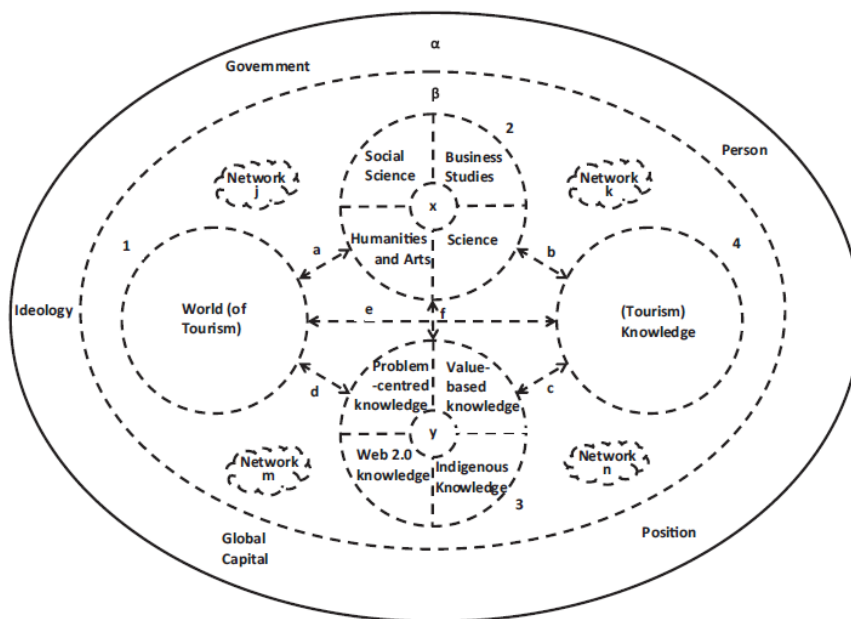 α
Government
β
2
Person
Social
Science
Business
Studies
Network
j
Network
k
x
1
a
Humanities
and Arts
Science
b
4
Ideology
World (of
Tourism)
e
f
(Tourism)
Knowledge
d
Problem
-centred
knowledge
Value-
based
knowledge
c
y
Network
m
Web 2.0
knowledge
Indigenous
Knowledge
Network
n
3
Global
Capital
Position